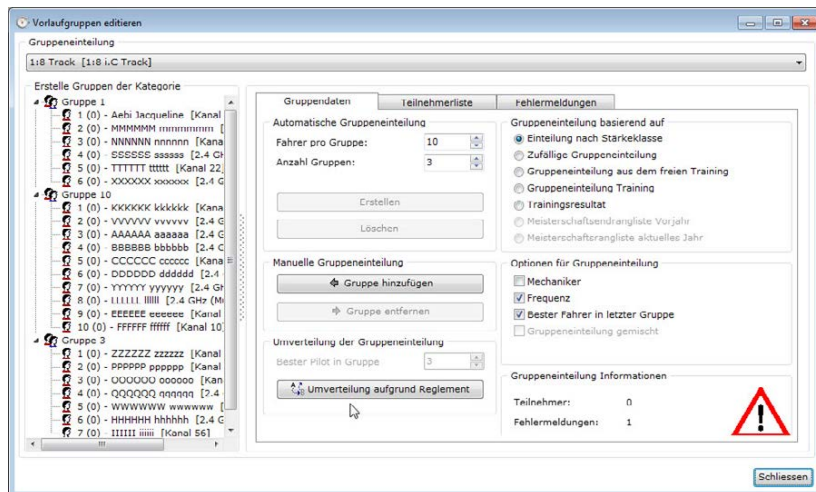 Vorlaufgruppen editieren
Gruppeneinteilung
1:8 Track [1:8 i.C Track]
Erstelle Gruppen der Kategorie
Gruppe 1
1 (0) - Aebi Jacqueline [Kanal
2 (0) - MMMMMM mmmmmm [
3 (0) - NNNNNN nnnnnn [Kana
4 (0) - SSSSSS ssssss [2.4 GH
5 (0) - TTTTTT tttttt [Kanal 22]
6 (0) - XXXXXX xxxxxx [2.4 G
Gruppe 10
1 (0) - KKKKKK kkkkkk [Kana
2 (0) - VVVVVV vvvvvv [2.4 G
3 (0) - AAAAAA aaaaaa [2.4 G
4 (0) - BBBBBB bbbbbb [2.4 G
5 (0) - CCCCCC cccccc [Kana
6 (0) - DDDDDD dddddd [2.4
7 (0) - YYYYYY yyyyyy [2.4 G
8 (0) - LLLLLL llllll [2.4 GHz (M
9 (0) - EEEEEE eeeeee [Kanal
10 (0) - FFFFFF ffffff [Kanal 10]
Gruppe 3
1 (0) - ZZZZZZ zzzzzz [Kanal
2 (0) - PPPPPP pppppp [Kanal
3 (0) - OOOOOO oooooo [Kan
4 (0) - QQQQQQ qqqqqq [2.4
5 (0) - WWWWWW wwwwww [
6 (0) - HHHHHH hhhhhh [2.4 G
7 (0) - IIIIII iiiiii [Kanal 56]
Gruppendaten
Teilnehmerliste
Fehlermeldungen
Automatische Gruppeneinteilung
Fahrer pro Gruppe: 10
Anzahl Gruppen: 3
Erstellen
Löschen
Manuelle Gruppeneinteilung
Gruppe hinzufügen
Gruppe entfernen
Umverteilung der Gruppeneinteilung
Bester Pilot in Gruppe 3
Umverteilung aufgrund Reglement
Gruppeneinteilung basierend auf
Einteilung nach Stärkeklasse
Zufällige Gruppeneinteilung
Gruppeneinteilung aus dem freien Training
Gruppeneinteilung Training
Trainingsresultat
Meisterschaftsendrangliste Vorjahr
Meisterschaftsrangliste aktuelles Jahr
Optionen für Gruppeneinteilung
Mechaniker
Frequenz
Bester Fahrer in letzter Gruppe
Gruppeneinteilung gemischt
Gruppeneinteilung Informationen
Teilnehmer: 0
Fehlermeldungen: 1
Schliessen